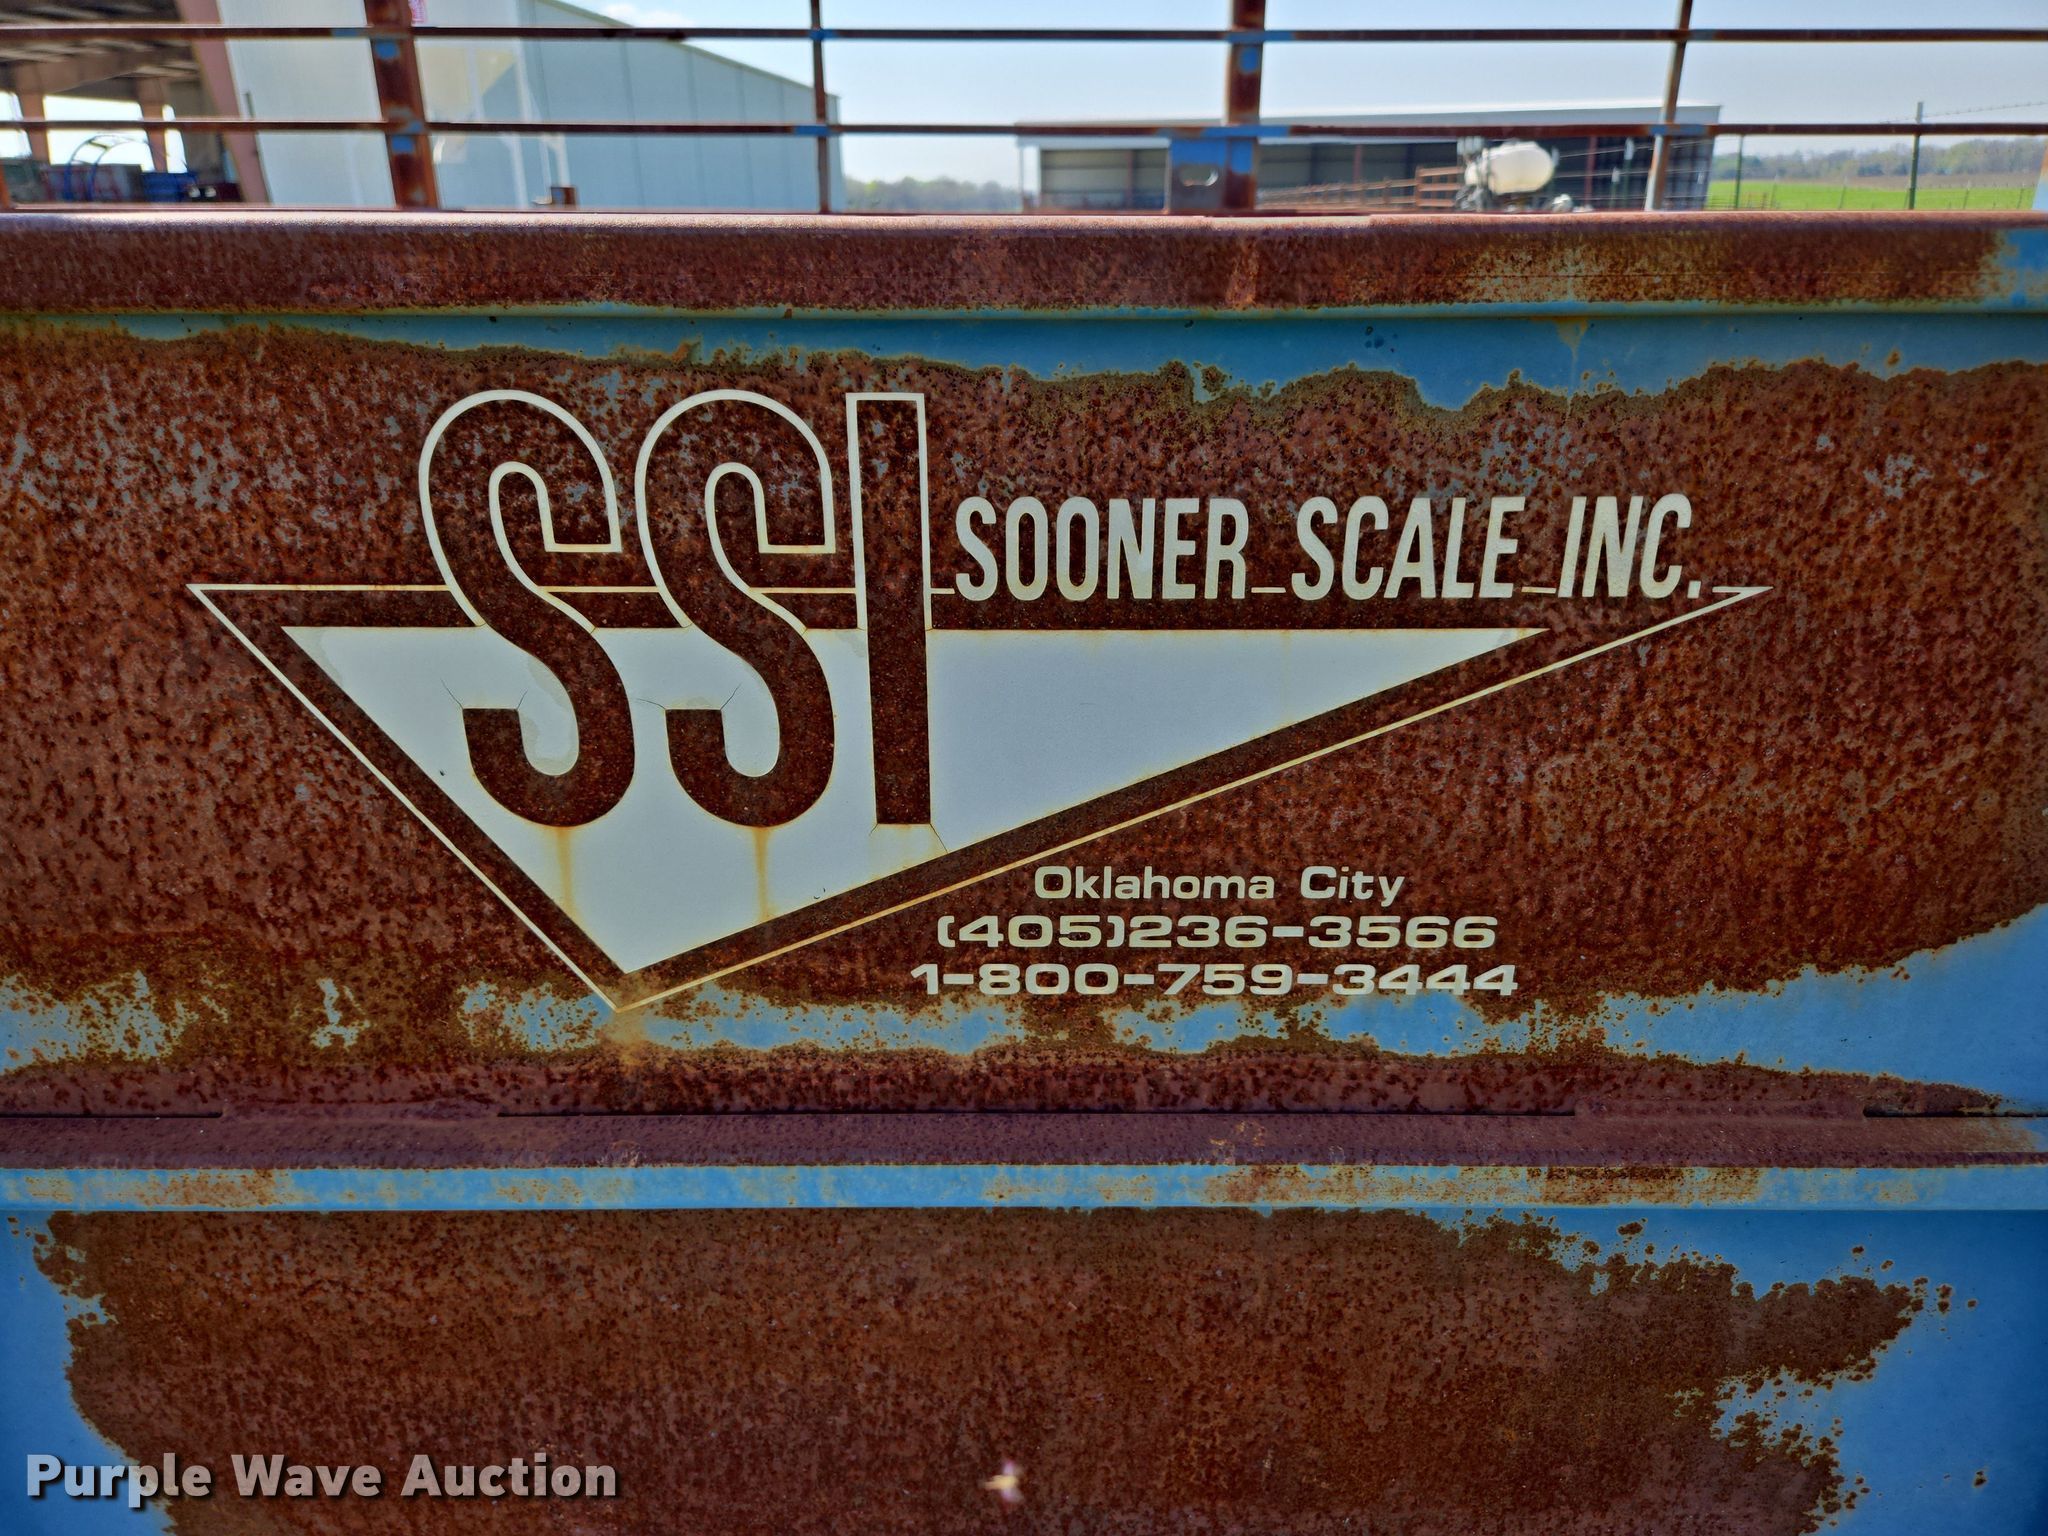 SSI
SOONER SCALE INC.
Oklahoma City
(405)236-3566
1-800-759-3444
Purple Wave Auction